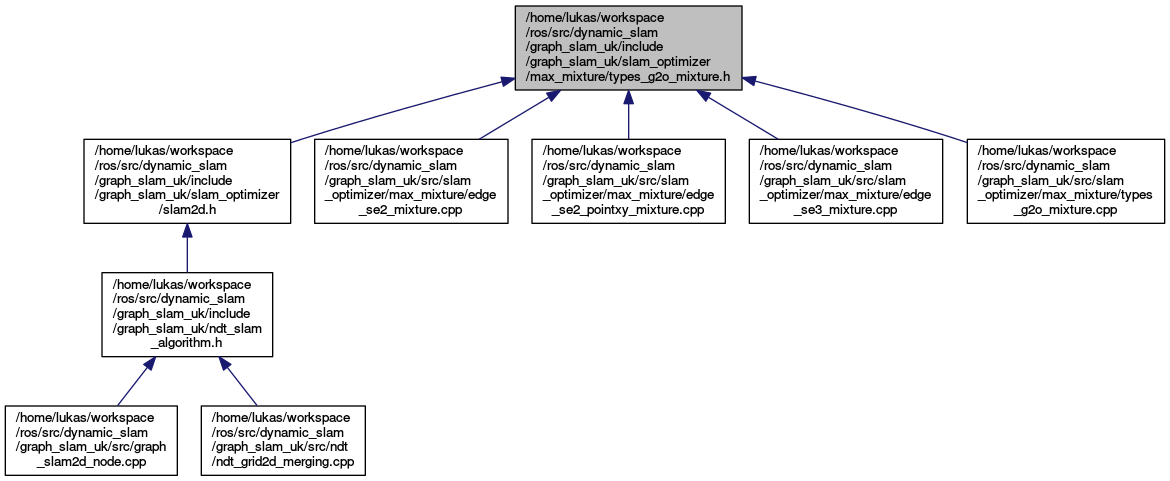 /home/lukas/workspace
/ros/src/dynamic_slam
/graph_slam_uk/include
/graph_slam_uk/slam_optimizer
/max_mixture/types_g2o_mixture.h
/home/lukas/workspace
/ros/src/dynamic_slam
/graph_slam_uk/include
/graph_slam_uk/slam_optimizer
/slam2d.h
/home/lukas/workspace
/ros/src/dynamic_slam
/graph_slam_uk/src/slam
_optimizer/max_mixture/edge
_se2_mixture.cpp
/home/lukas/workspace
/ros/src/dynamic_slam
/graph_slam_uk/src/slam
_optimizer/max_mixture/edge
_se2_pointxy_mixture.cpp
/home/lukas/workspace
/ros/src/dynamic_slam
/graph_slam_uk/src/slam
_optimizer/max_mixture/edge
_se3_mixture.cpp
/home/lukas/workspace
/ros/src/dynamic_slam
/graph_slam_uk/src/slam
_optimizer/max_mixture/types
_g2o_mixture.cpp
/home/lukas/workspace
/ros/src/dynamic_slam
/graph_slam_uk/include
/graph_slam_uk/ndt_slam
_algorithm.h
/home/lukas/workspace
/ros/src/dynamic_slam
/graph_slam_uk/src/graph
_slam2d_node.cpp
/home/lukas/workspace
/ros/src/dynamic_slam
/graph_slam_uk/src/ndt
/ndt_grid2d_merging.cpp